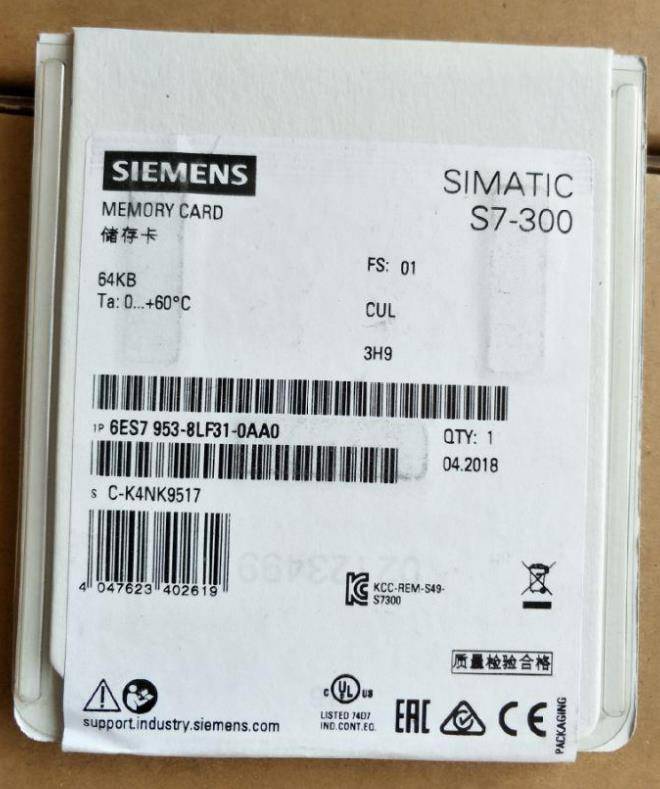 SIEMENS
SIMATIC
S7-300
MEMORY CARD
储存卡
64KB
Ta: 0...+60°C
FS: 01
CUL
3H9
1P 6ES7 953-8LF31-0AA0
QTY: 1
04.2018
S C-K4NK9517
4 047623 402619
KCC-REM-S49-
S7300
质量检验合格
support.industry.siemens.com
C UL US
LISTED 74D7
IND.CONT.EQ.
EAC
CE
PACKAGING